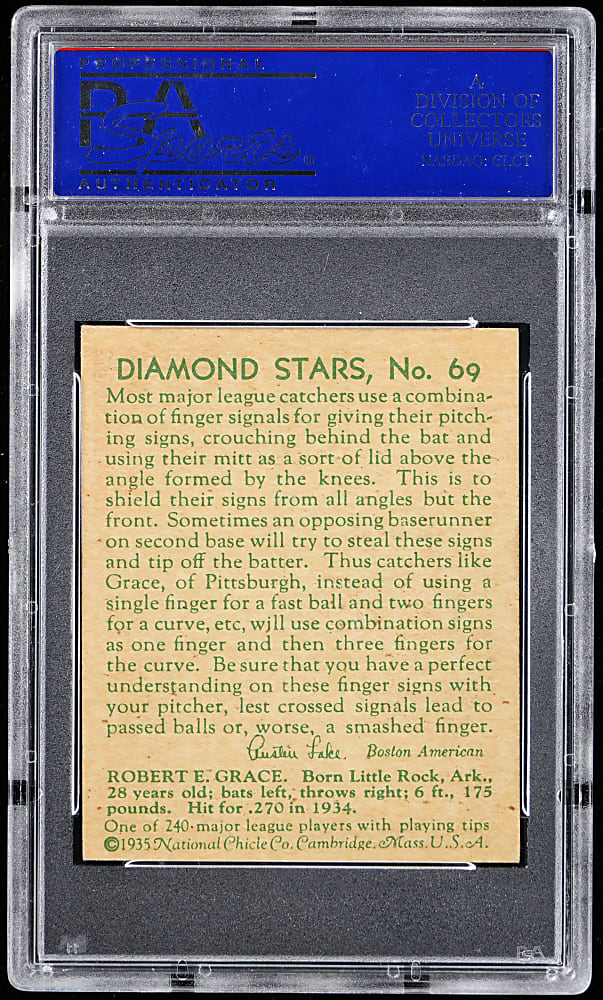 PROFESSIONAL
PSA
Sports®
AUTHENTICATOR
A
DIVISION OF
COLLECTORS
UNIVERSE
NASDAQ: CLCT
DIAMOND STARS, No. 69
Most major league catchers use a combina-
tion of finger signals for giving their pitch-
ing signs, crouching behind the bat and
using their mitt as a sort of lid above the
angle formed by the knees. This is to
shield their signs from all angles but the
front. Sometimes an opposing baserunner
on second base will try to steal these signs
and tip off the batter. Thus catchers like
Grace, of Pittsburgh, instead of using a
single finger for a fast ball and two fingers
for a curve, etc, will use combination signs
as one finger and then three fingers for
the curve. Be sure that you have a perfect
understanding on these finger signs with
your pitcher, lest crossed signals lead to
passed balls or, worse, a smashed finger.
Austen Lake. Boston American
ROBERT E. GRACE. Born Little Rock, Ark.,
28 years old; bats left, throws right; 6 ft., 175
pounds. Hit for .270 in 1934.
One of 240 major league players with playing tips
©1935 National Chicle Co. Cambridge, Mass. U.S.A.
PSA